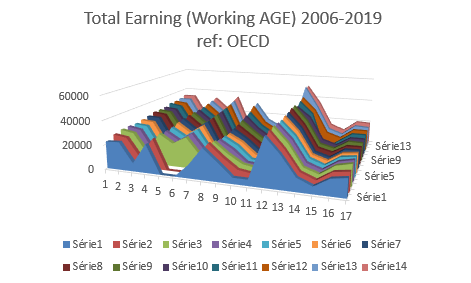 Total Earning (Working AGE) 2006-2019
ref: OECD
60000
40000
20000
0
1 2 3 4 5 6 7 8 9 10 11 12 13 14 15 16 17
Série13
Série9
Série5
Série1
Série1 Série2 Série3 Série4 Série5 Série6 Série7
Série8 Série9 Série10 Série11 Série12 Série13 Série14